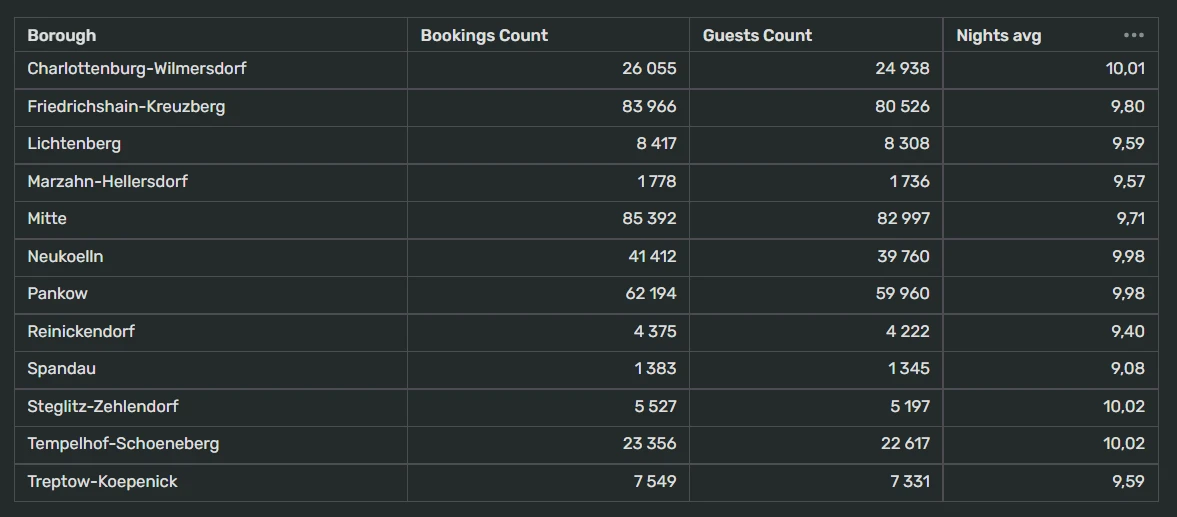 Borough Bookings Count Guests Count Nights avg
Charlottenburg-Wilmersdorf 26 055 24 938 10,01
Friedrichshain-Kreuzberg 83 966 80 526 9,80
Lichtenberg 8 417 8 308 9,59
Marzahn-Hellersdorf 1 778 1 736 9,57
Mitte 85 392 82 997 9,71
Neukoelln 41 412 39 760 9,98
Pankow 62 194 59 960 9,98
Reinickendorf 4 375 4 222 9,40
Spandau 1 383 1 345 9,08
Steglitz-Zehlendorf 5 527 5 197 10,02
Tempelhof-Schoeneberg 23 356 22 617 10,02
Treptow-Koepenick 7 549 7 331 9,59